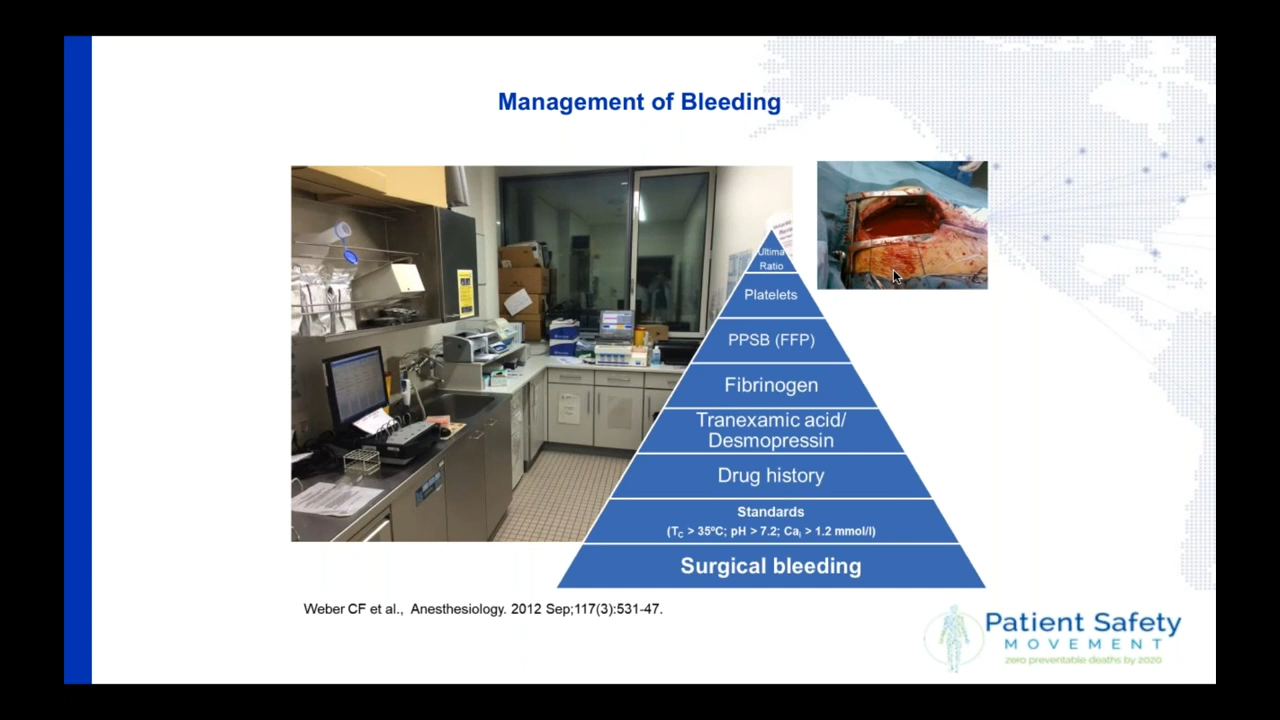 Management of Bleeding
Ultima
Ratio
Platelets
PPSB (FFP)
Fibrinogen
Tranexamic acid/
Desmopressin
Drug history
Standards
(TC > 35ºC; pH > 7.2; Cai > 1.2 mmol/l)
Surgical bleeding
Weber CF et al., Anesthesiology. 2012 Sep;117(3):531-47.
Patient Safety
MOVEMENT
zero preventable deaths by 2020